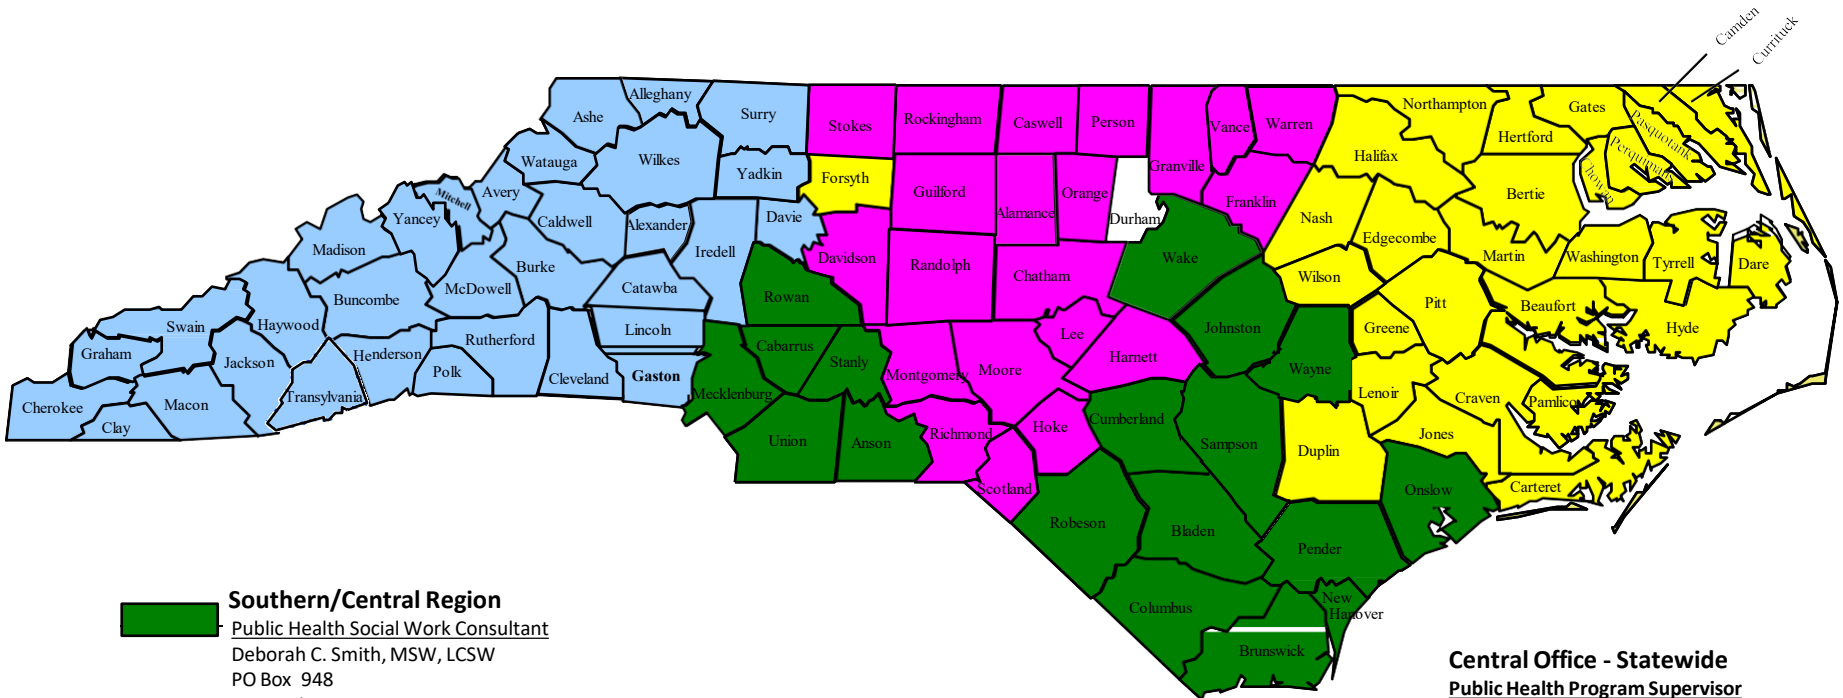 Camden
Currituck
Alleghany
Ashe
Surry
Stokes
Rockingham
Caswell
Person
Vance
Warren
Northampton
Gates
Hertford
Pasquotank
Perquimans
Chowan
Watauga
Wilkes
Yadkin
Forsyth
Guilford
Alamance
Orange
Durham
Granville
Franklin
Halifax
Bertie
Mitchell
Avery
Yancey
Caldwell
Alexander
Davie
Iredell
Nash
Edgecombe
Martin
Washington
Tyrrell
Dare
Madison
Burke
McDowell
Catawba
Davidson
Randolph
Chatham
Wake
Wilson
Pitt
Beaufort
Hyde
Buncombe
Rowan
Swain
Haywood
Lincoln
Johnston
Greene
Graham
Jackson
Henderson
Rutherford
Polk
Cleveland
Gaston
Cabarrus
Stanly
Montgomery
Moore
Lee
Harnett
Wayne
Lenoir
Craven
Pamlico
Cherokee
Macon
Transylvania
Clay
Mecklenburg
Union
Anson
Richmond
Hoke
Cumberland
Sampson
Duplin
Jones
Scotland
Onslow
Carteret
Robeson
Bladen
Pender
Columbus
New
Hanover
Brunswick
Southern/Central Region
Public Health Social Work Consultant
Deborah C. Smith, MSW, LCSW
PO Box 948
Central Office - Statewide
Public Health Program Supervisor